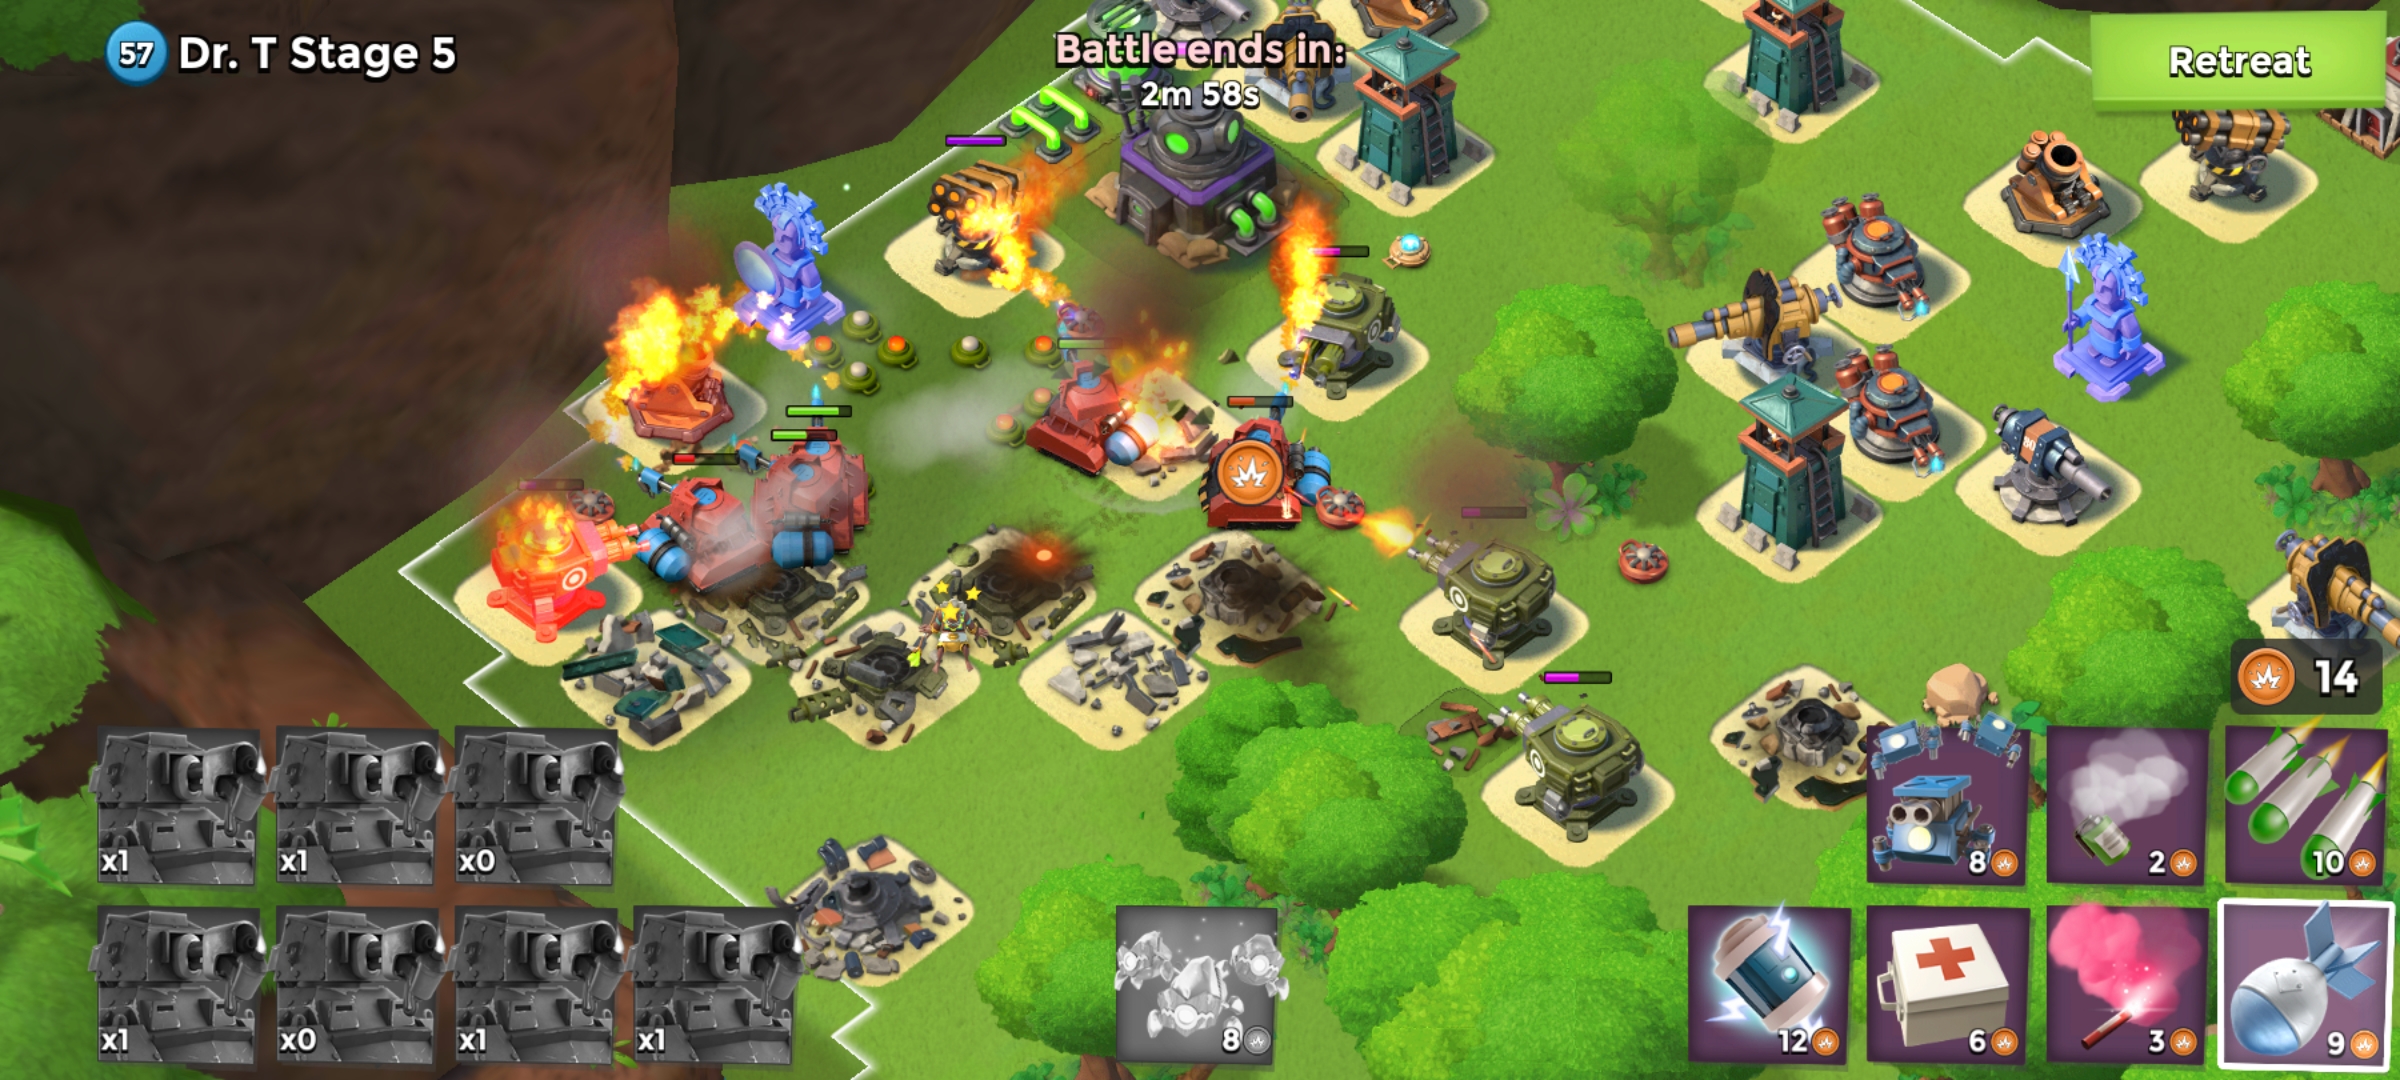 57 Dr. T Stage 5
Battle ends in:
2m 58s
Retreat
14
x1
x1
x0
8
2
10
x1
x0
x1
x1
8
12
6
3
9